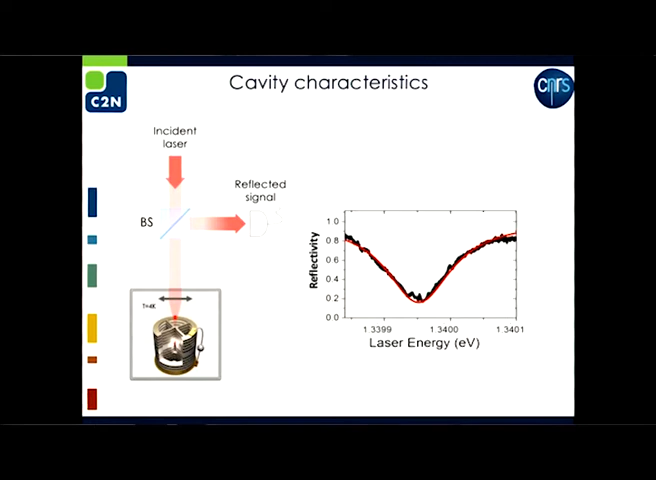 Cavity characteristics
C2N
cnrs
Incident
laser
Reflected
signal
BS
T=4K
Reflectivity
1.0
0.8
0.6
0.4
0.2
0.0
1.3399
1.3400
1.3401
Laser Energy (eV)